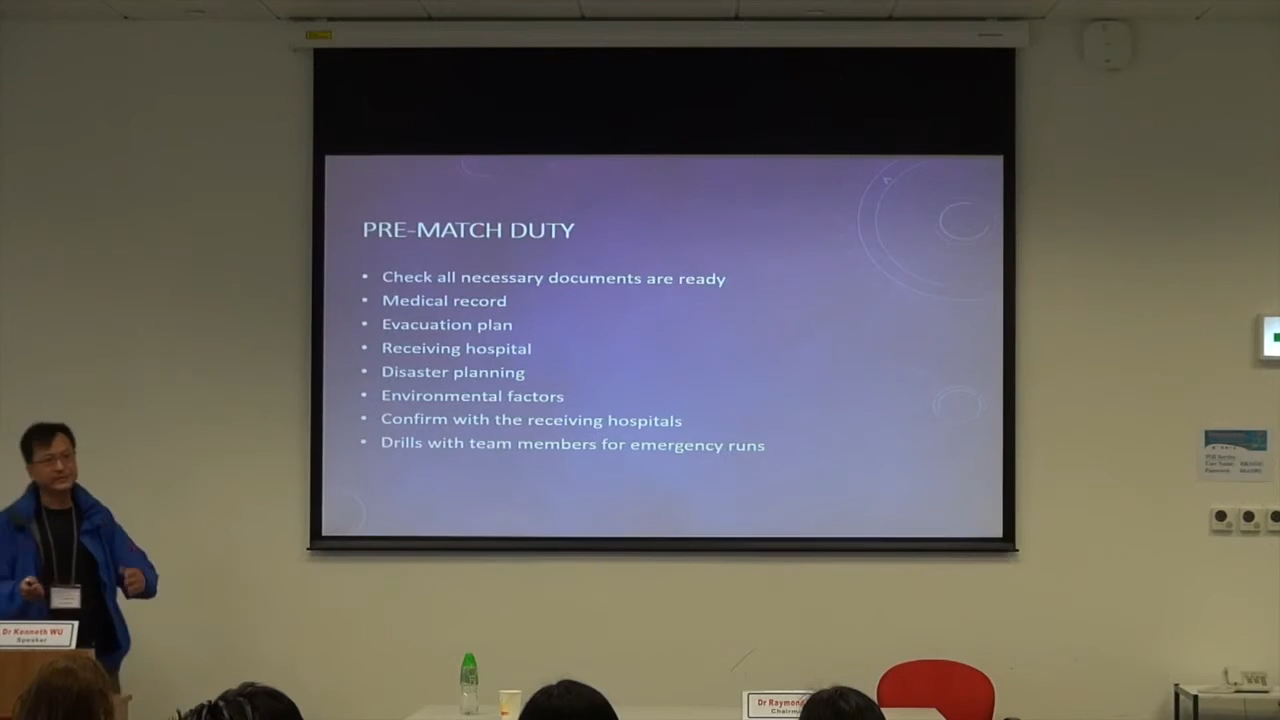 PRE-MATCH DUTY
• Check all necessary documents are ready
• Medical record
• Evacuation plan
• Receiving hospital
• Disaster planning
• Environmental factors
• Confirm with the receiving hospitals
• Drills with team members for emergency runs
Dr Kenneth WU
Speaker
Dr Raymond